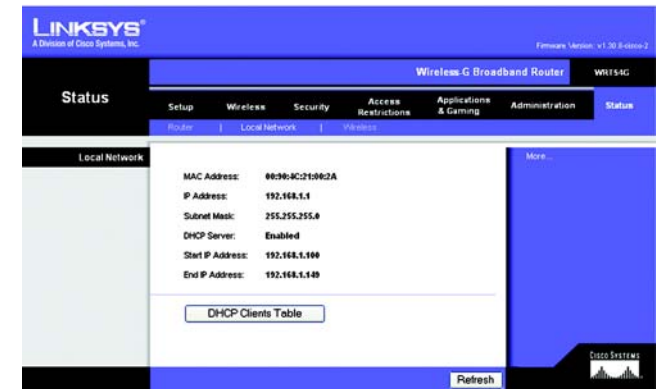 LINKSYS®
A Division of Cisco Systems, Inc.
Firmware Version: v1.30.8-cisco-2
Wireless-G Broadband Router WRT54G
Status
Setup Wireless Security Access Restrictions Applications & Gaming Administration Status
Router | Local Network | Wireless
Local Network
More...
MAC Address: 00:90:4C:21:00:2A
IP Address: 192.168.1.1
Subnet Mask: 255.255.255.0
DHCP Server: Enabled
Start IP Address: 192.168.1.100
End IP Address: 192.168.1.149
DHCP Clients Table
Refresh
CISCO SYSTEMS